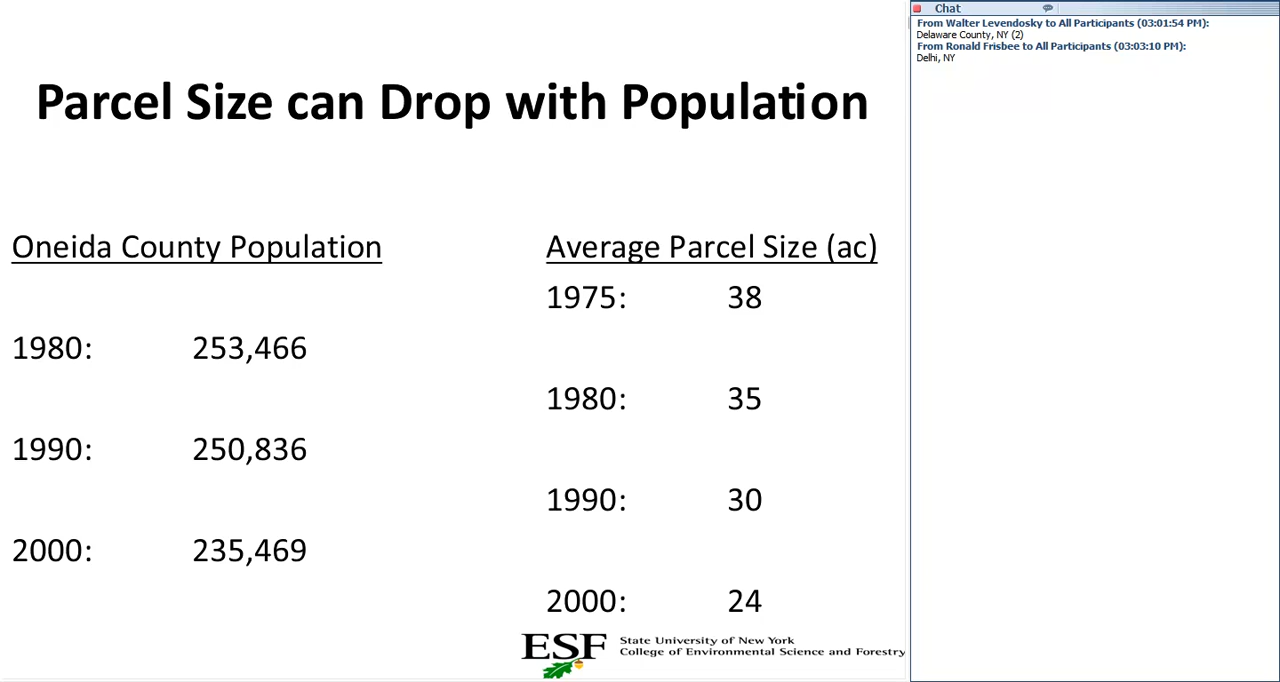 Parcel Size can Drop with Population
Oneida County Population
1980: 253,466
1990: 250,836
2000: 235,469
Average Parcel Size (ac)
1975: 38
1980: 35
1990: 30
2000: 24
ESF
State University of New York
College of Environmental Science and Forestry
Chat
From Walter Levendosky to All Participants (03:01:54 PM):
Delaware County, NY (2)
From Ronald Frisbee to All Participants (03:03:10 PM):
Delhi, NY